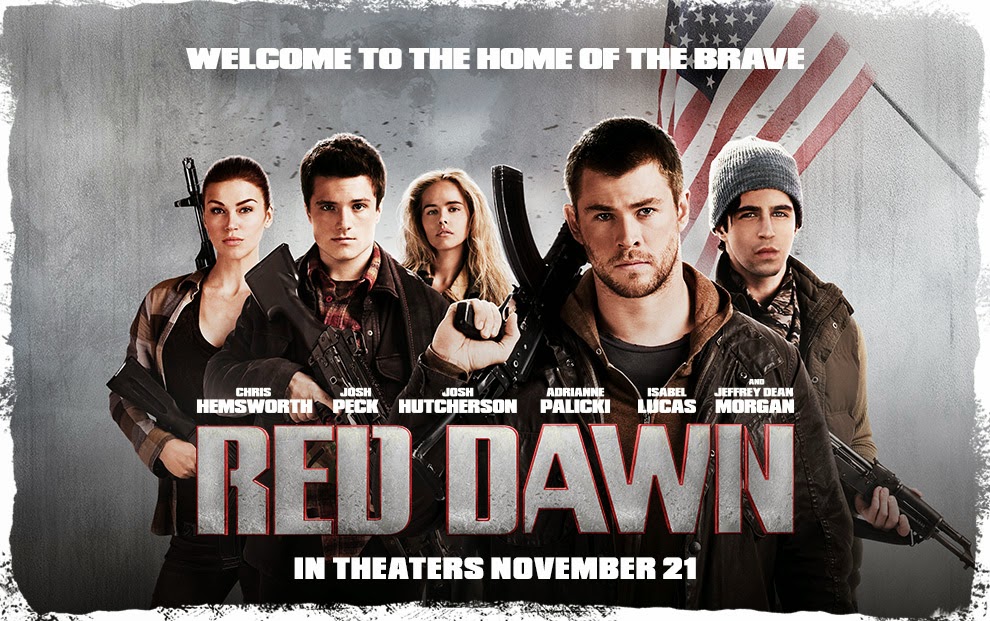 WELCOME TO THE HOME OF THE BRAVE
CHRIS HEMSWORTH
JOSH PECK
JOSH HUTCHERSON
ADRIANNE PALICKI
ISABEL LUCAS
AND JEFFREY DEAN MORGAN
RED DAWN
IN THEATERS NOVEMBER 21